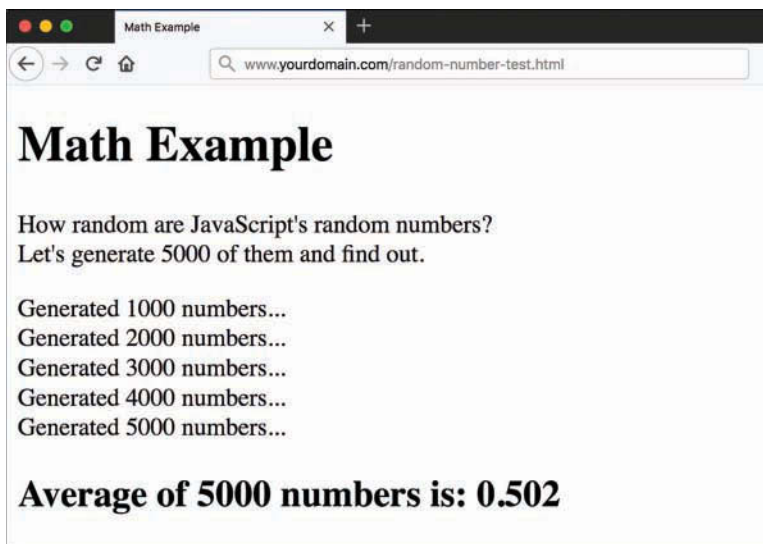 Math Example
www.yourdomain.com/random-number-test.html
Math Example
How random are JavaScript's random numbers?
Let's generate 5000 of them and find out.
Generated 1000 numbers...
Generated 2000 numbers...
Generated 3000 numbers...
Generated 4000 numbers...
Generated 5000 numbers...
Average of 5000 numbers is: 0.502